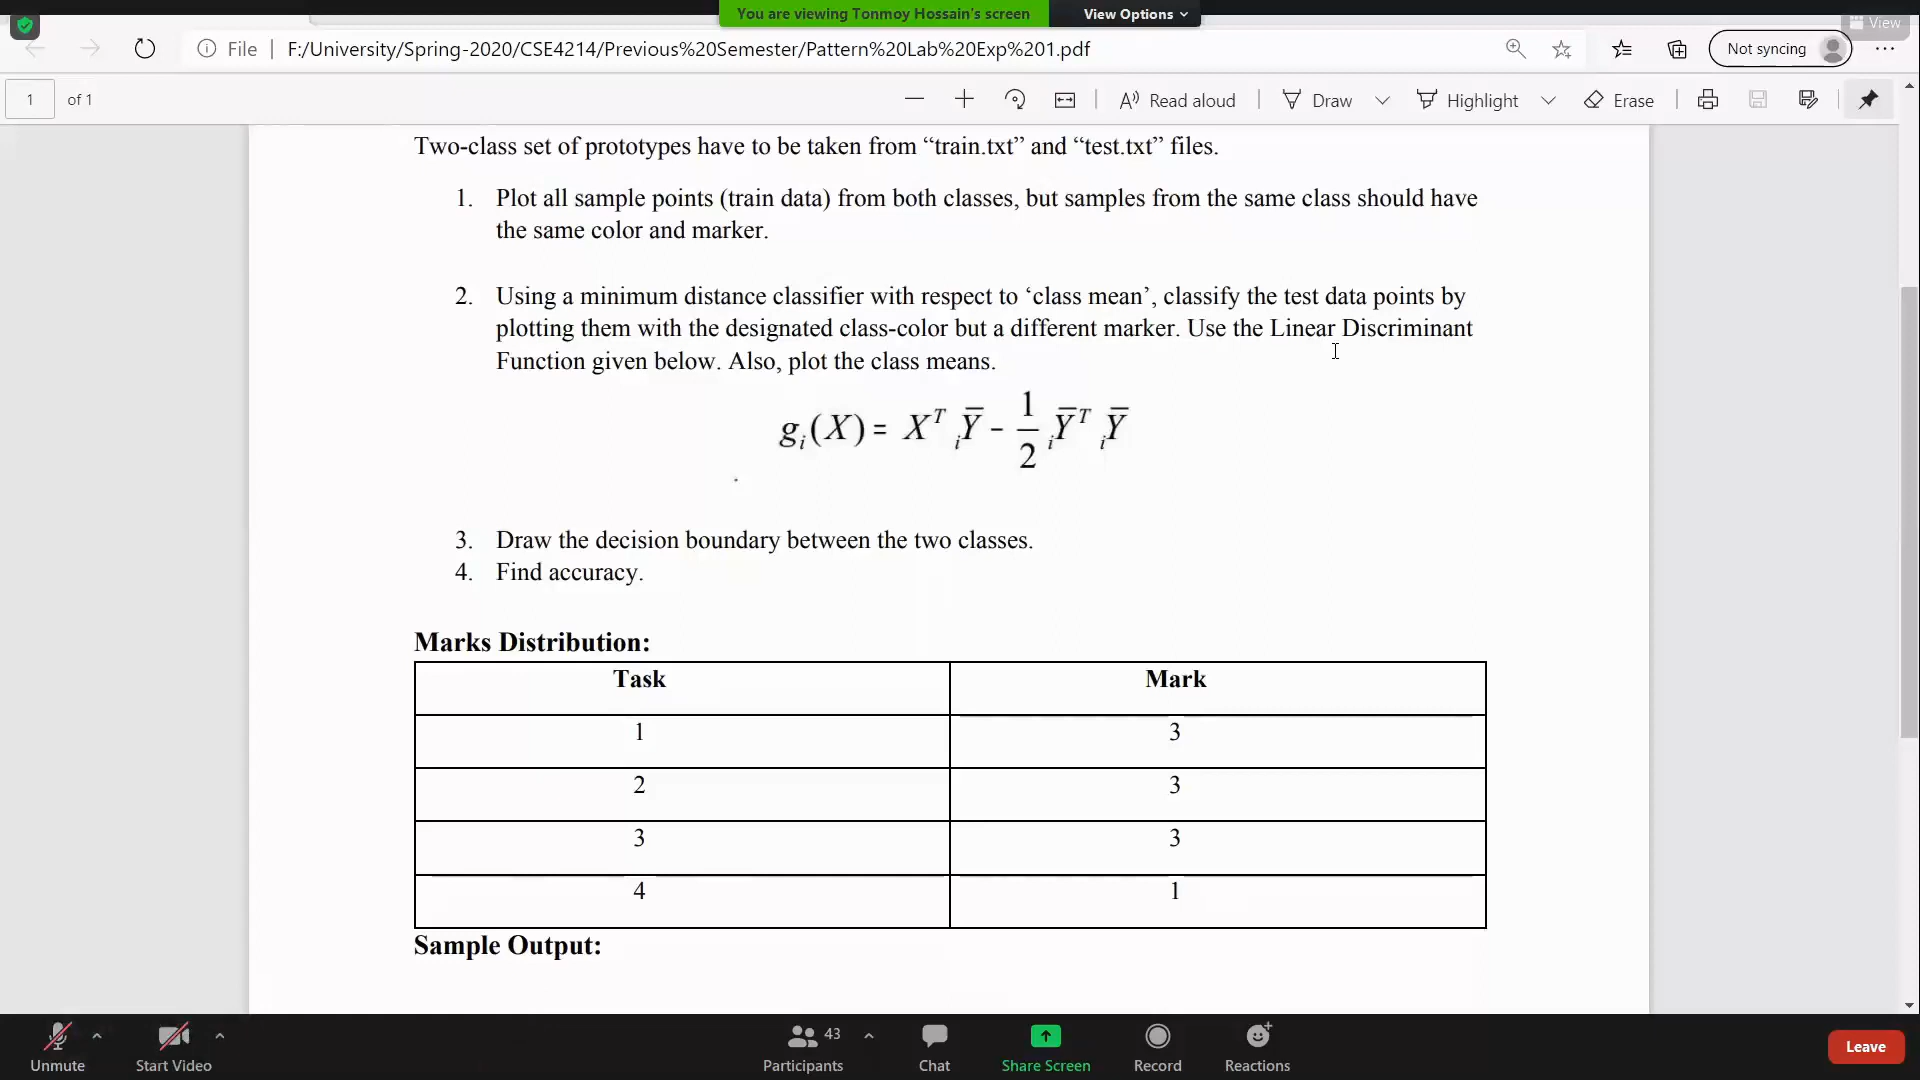 You are viewing Tonmoy Hossain's screen
View Options
View
File
F:/University/Spring-2020/CSE4214/Previous%20Semester/Pattern%20Lab%20Exp%201.pdf
Not syncing
1 of 1
Read aloud
Draw
Highlight
Erase
Two-class set of prototypes have to be taken from “train.txt” and “test.txt” files.
1. Plot all sample points (train data) from both classes, but samples from the same class should have
the same color and marker.
2. Using a minimum distance classifier with respect to ‘class mean’, classify the test data points by
plotting them with the designated class-color but a different marker. Use the Linear Discriminant
Function given below. Also, plot the class means.
gᵢ(X) = Xᵀ ᵢȲ - 1/2 ᵢȲᵀ ᵢȲ
3. Draw the decision boundary between the two classes.
4. Find accuracy.
Marks Distribution:
Task Mark
1 3
2 3
3 3
4 1
Sample Output:
Unmute
Start Video
43
Participants
Chat
Share Screen
Record
Reactions
Leave